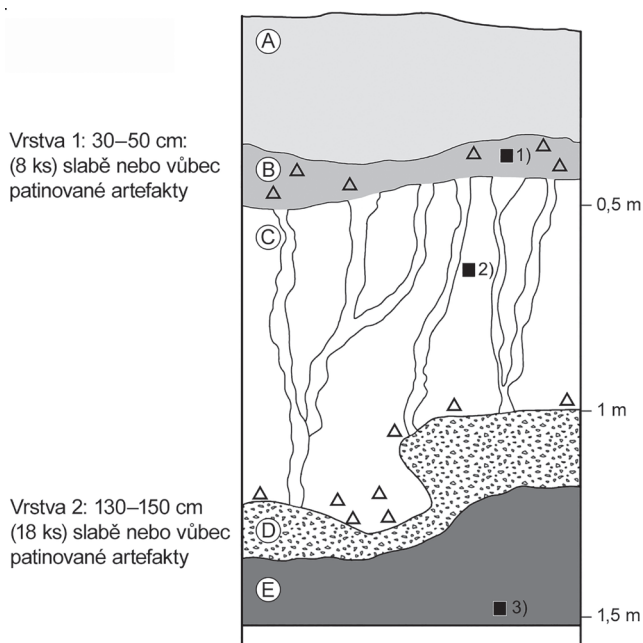 A
Vrstva 1: 30–50 cm:
(8 ks) slabě nebo vůbec
patinované artefakty
1)
B
0,5 m
C
2)
1 m
Vrstva 2: 130–150 cm
(18 ks) slabě nebo vůbec
patinované artefakty
D
E
3)
1,5 m